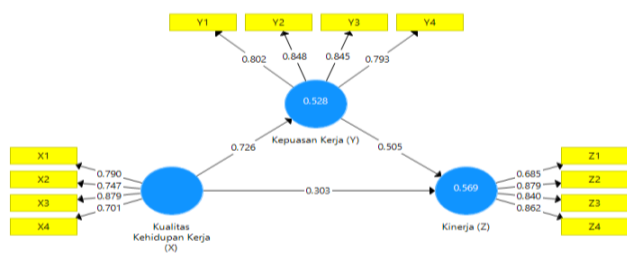 Y1 Y2 Y3 Y4
0.802 0.848 0.845 0.793
0.528
Kepuasan Kerja (Y)
0.726 0.505
X1
X2
X3
X4
0.790
0.747
0.879
0.701
0.303
0.569
0.685
0.879
0.840
0.862
Z1
Z2
Z3
Z4
Kualitas
Kehidupan Kerja
(X)
Kinerja (Z)